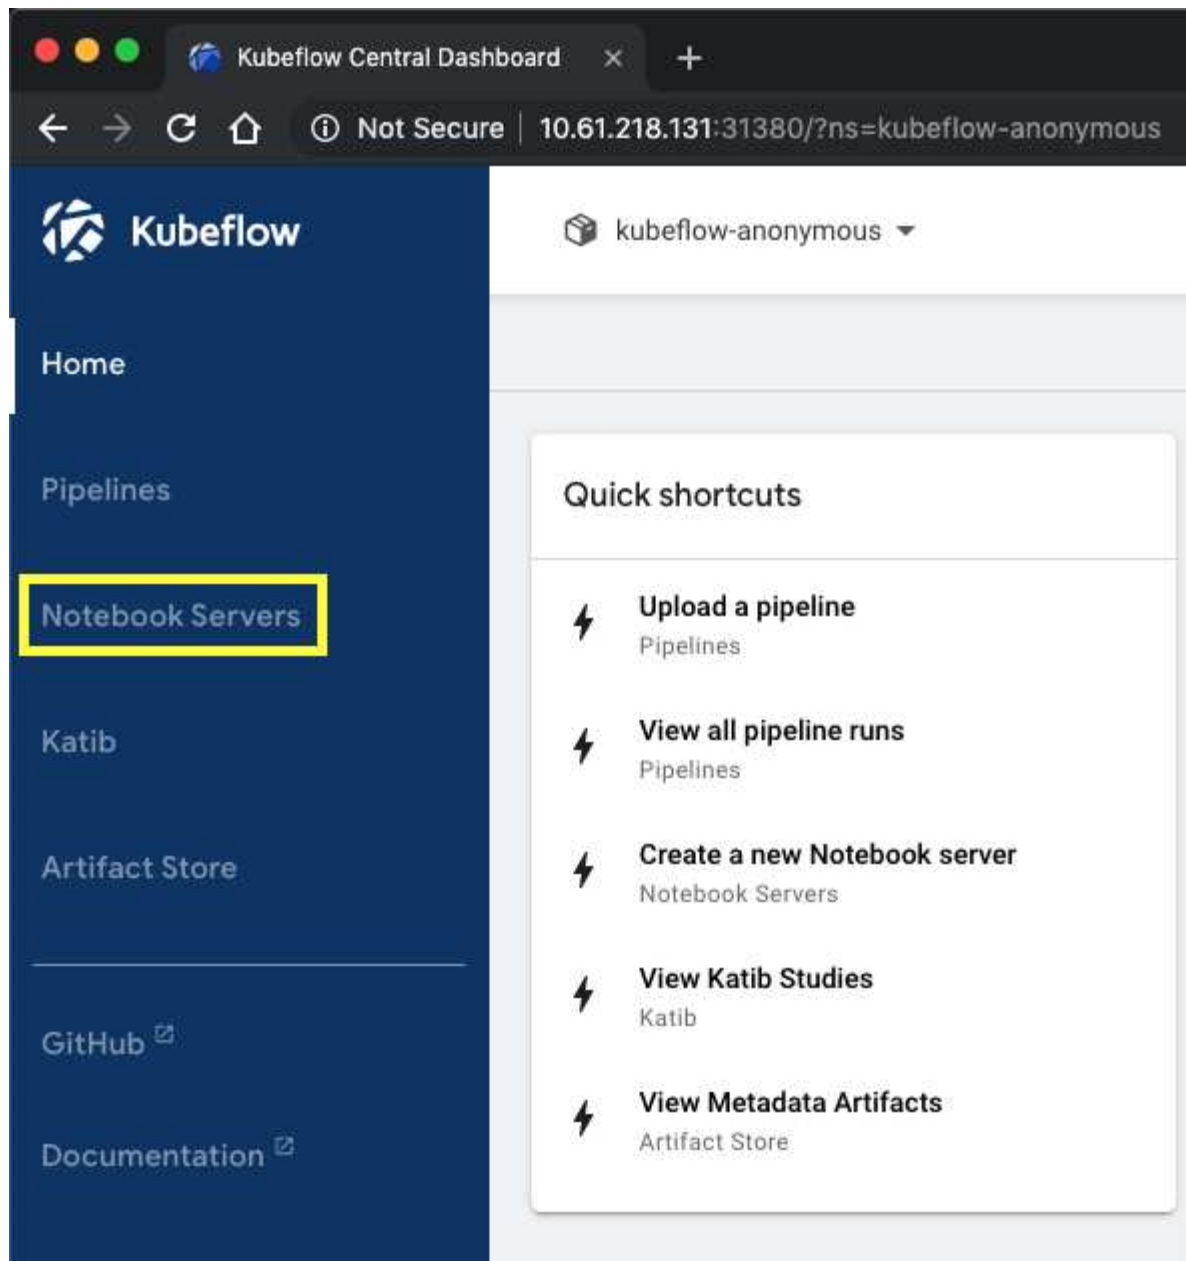 Kubeflow Central Dashboard
Not Secure | 10.61.218.131:31380/?ns=kubeflow-anonymous
Kubeflow
kubeflow-anonymous
Home
Pipelines
Notebook Servers
Katib
Artifact Store
GitHub
Documentation
Quick shortcuts
Upload a pipeline
Pipelines
View all pipeline runs
Pipelines
Create a new Notebook server
Notebook Servers
View Katib Studies
Katib
View Metadata Artifacts
Artifact Store